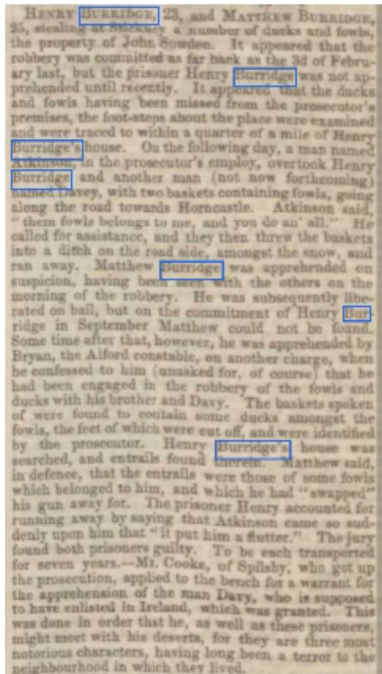 HENRY BURRIDGE, 23, and MATTHEW BURRIDGE,
25, stealing at Stickney a number of ducks and fowls,
the property of John Sowden. It appeared that the
robbery was committed as far back as the 3d of Febru-
ary last, but the prisoner Henry Burridge was not ap-
prehended until recently. It appeared that the ducks
and fowls having been missed from the prosecutor's
premises, the foot-steps about the place were examined
and were traced to within a quarter of a mile of Henry
Burridge's house. On the following day, a man named
Atkinson, in the prosecutor's employ, overtook Henry
Burridge and another man (not now forthcoming)
named Davey, with two baskets containing fowls, going
along the road towards Horncastle. Atkinson said,
"them fowls belongs to me, and you do an' all." He
called for assistance, and they then threw the baskets
into a ditch on the road side, amongst the snow, and
ran away. Matthew Burridge was apprehended on
suspicion, having been seen with the others on the
morning of the robbery. He was subsequently libe-
rated on bail, but on the commitment of Henry Bur-
ridge in September Matthew could not be found.
Some time after that, however, he was apprehended by
Bryan, the Alford constable, on another charge, when
he confessed to him (unasked for, of course) that he
had been engaged in the robbery of the fowls and
ducks with his brother and Davy. The baskets spoken
of were found to contain some ducks amongst the
fowls, the feet of which were cut off, and were identified
by the prosecutor. Henry Burridge's house was
searched, and entrails found therein. Matthew said,
in defence, that the entrails were those of some fowls
which belonged to him, and which he had "swapped"
his gun away for. The prisoner Henry accounted for
running away by saying that Atkinson came so sud-
denly upon him that "it put him a flutter." The jury
found both prisoners guilty. To be each transported
for seven years.—Mr. Cooke, of Spilsby, who got up
the prosecution, applied to the bench for a warrant for
the apprehension of the man Davy, who is supposed
to have enlisted in Ireland, which was granted. This
was done in order that he, as well as these prisoners,
might meet with his deserts, for they are three most
notorious characters, having long been a terror to the
neighbourhood in which they lived.